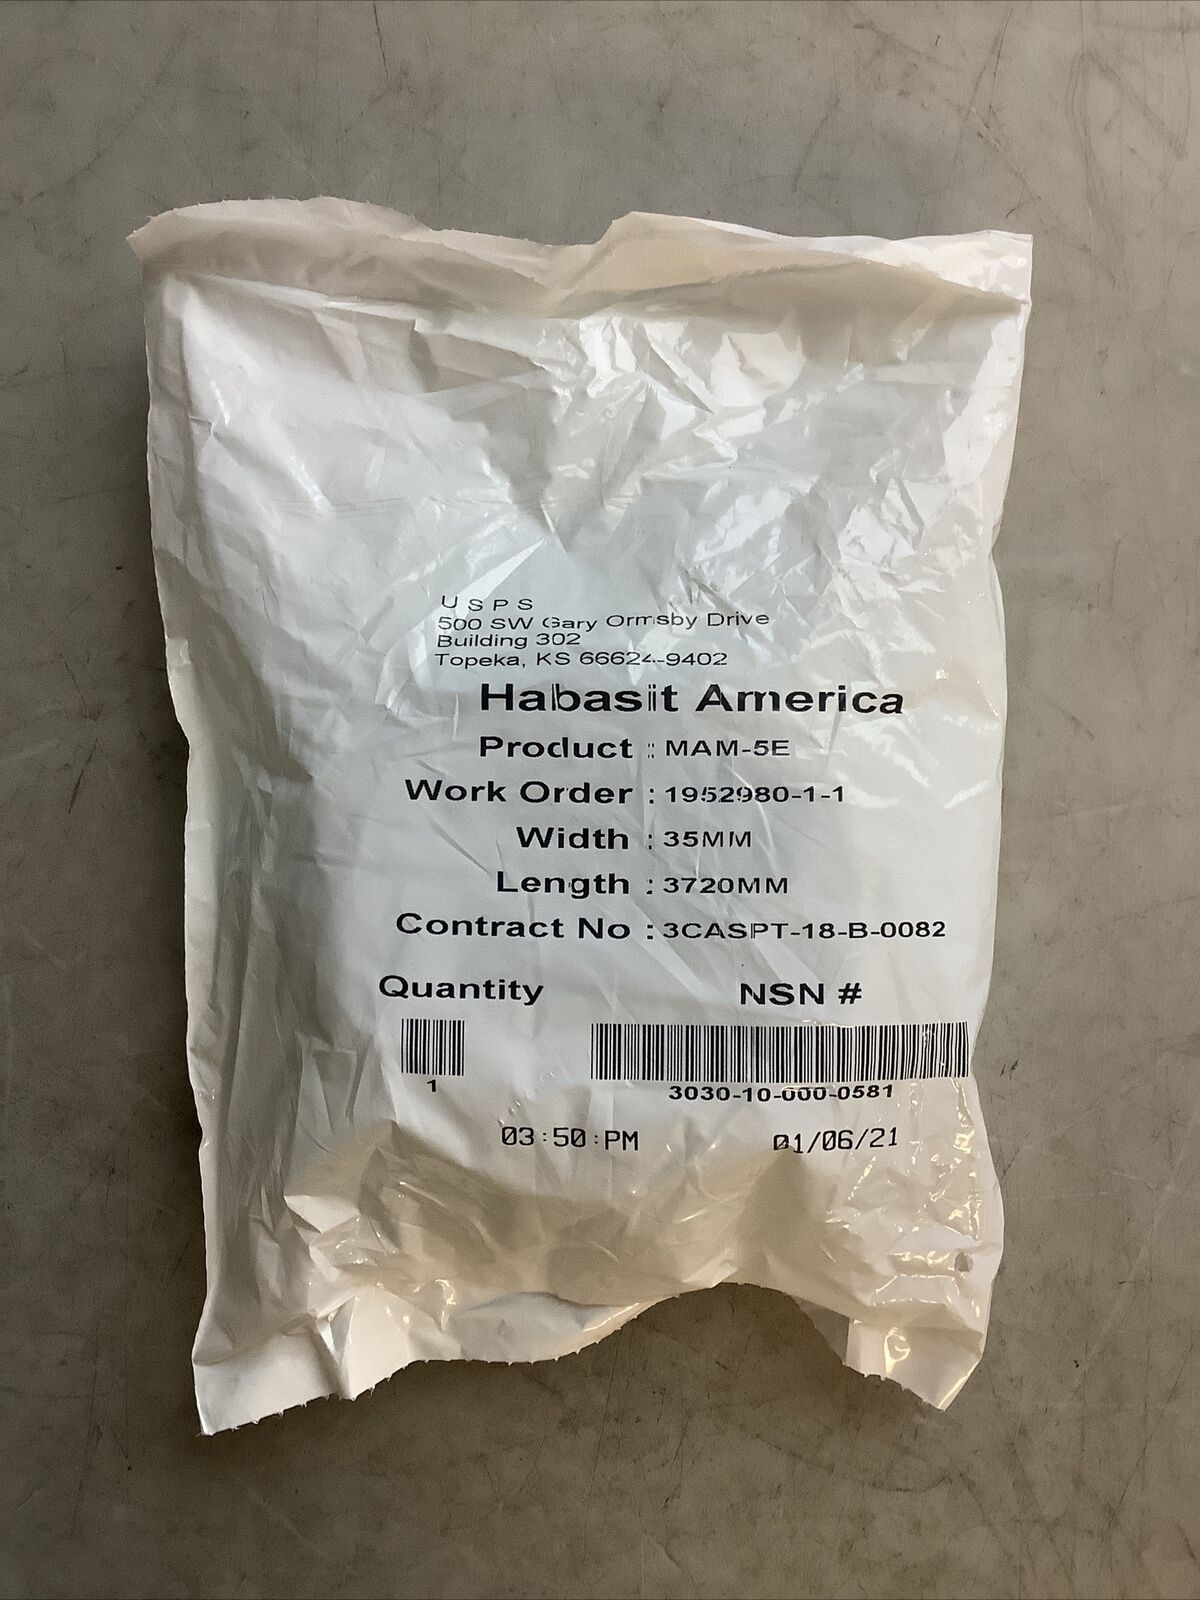 USPS
500 SW Gary Ormsby Drive
Building 302
Topeka, KS 66624-9402
Habasit America
Product : MAM-5E
Work Order : 1952980-1-1
Width : 35MM
Length : 3720MM
Contract No : 3CASPT-18-B-0082
Quantity NSN #
1 3030-10-000-0581
03:50:PM 01/06/21